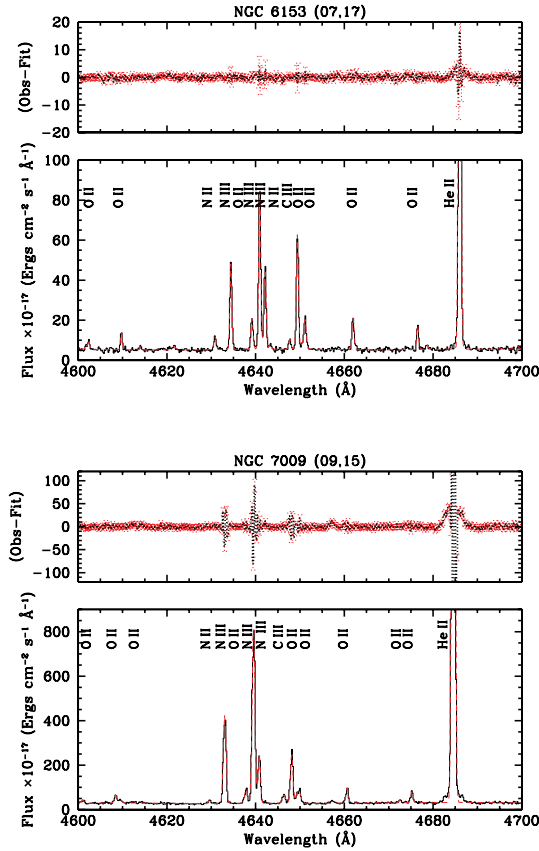 NGC 6153 (07,17)
(Obs−Fit)
20
10
0
−10
−20
Flux ×10⁻¹⁷ (Ergs cm⁻² s⁻¹ Å⁻¹)
100
80
60
40
20
0
O II
O II
N II
N III
O II
N III
N III
N II
C III
O II
O II
O II
O II
He II
4600 4620 4640 4660 4680 4700
Wavelength (Å)
NGC 7009 (09,15)
(Obs−Fit)
100
50
0
−50
−100
Flux ×10⁻¹⁷ (Ergs cm⁻² s⁻¹ Å⁻¹)
800
600
400
200
0
O II
O II
O II
N II
N III
O II
N III
N III
C III
O II
O II
O II
O II
O II
He II
4600 4620 4640 4660 4680 4700
Wavelength (Å)